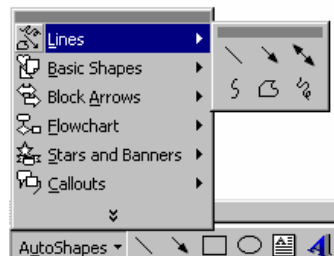 Lines
Basic Shapes
Block Arrows
Flowchart
Stars and Banners
Callouts
AutoShapes